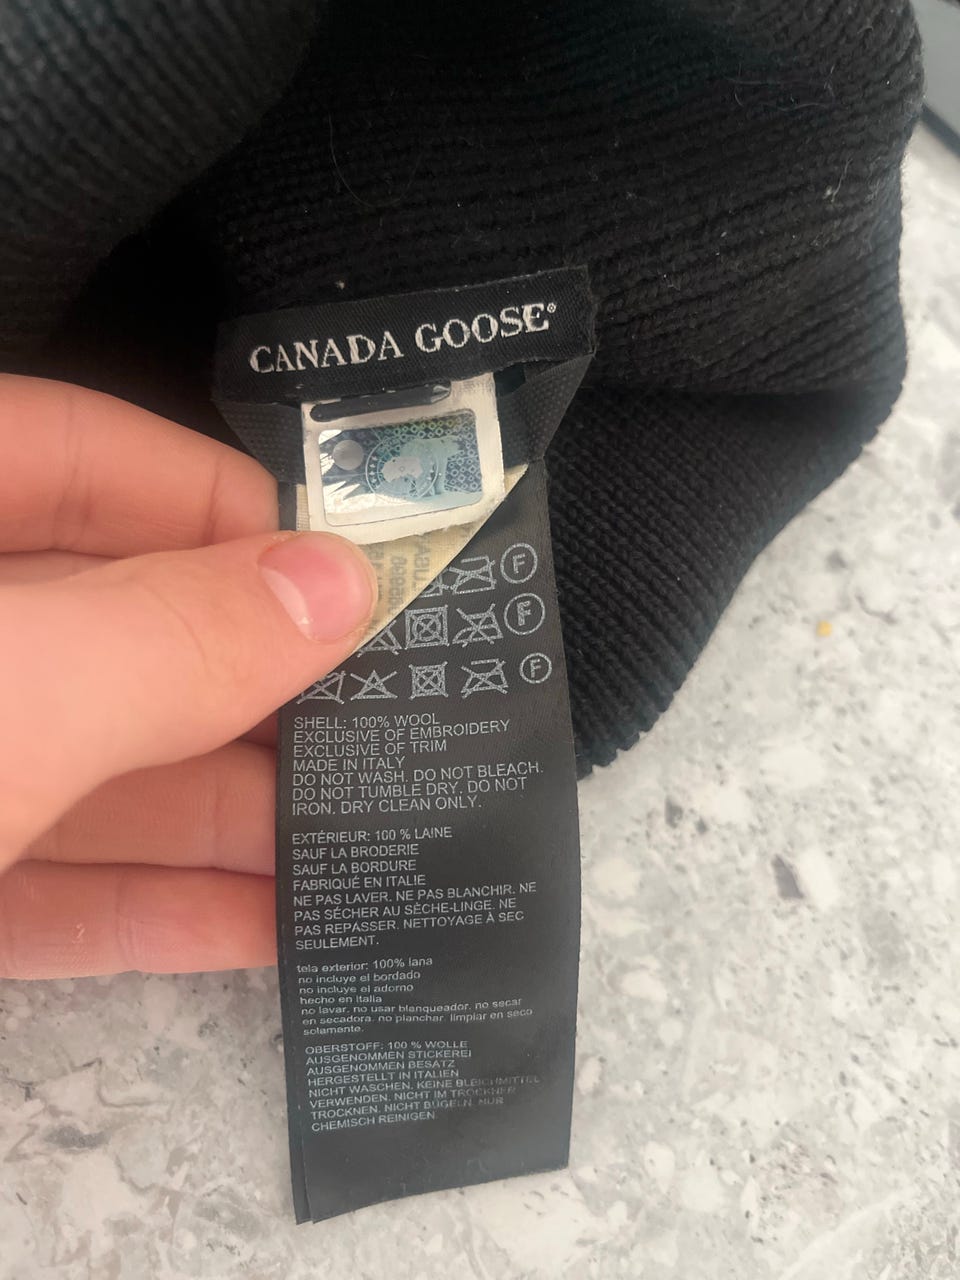 CANADA GOOSE®
F
F
F
SHELL: 100% WOOL
EXCLUSIVE OF EMBROIDERY
EXCLUSIVE OF TRIM
MADE IN ITALY
DO NOT WASH. DO NOT BLEACH.
DO NOT TUMBLE DRY. DO NOT
IRON. DRY CLEAN ONLY.
EXTÉRIEUR: 100 % LAINE
SAUF LA BRODERIE
SAUF LA BORDURE
FABRIQUÉ EN ITALIE
NE PAS LAVER. NE PAS BLANCHIR. NE
PAS SÉCHER AU SÈCHE-LINGE. NE
PAS REPASSER. NETTOYAGE À SEC
SEULEMENT.
tela exterior: 100% lana
no incluye el bordado
no incluye el adorno
hecho en Italia
no lavar. no usar blanqueador. no secar
en secadora. no planchar. limpiar en seco
solamente.
OBERSTOFF: 100 % WOLLE
AUSGENOMMEN STICKEREI
AUSGENOMMEN BESATZ
HERGESTELLT IN ITALIEN
NICHT WASCHEN. KEINE BLEICHMITTEL
VERWENDEN. NICHT IM TROCKNER
TROCKNEN. NICHT BÜGELN. NUR
CHEMISCH REINIGEN.